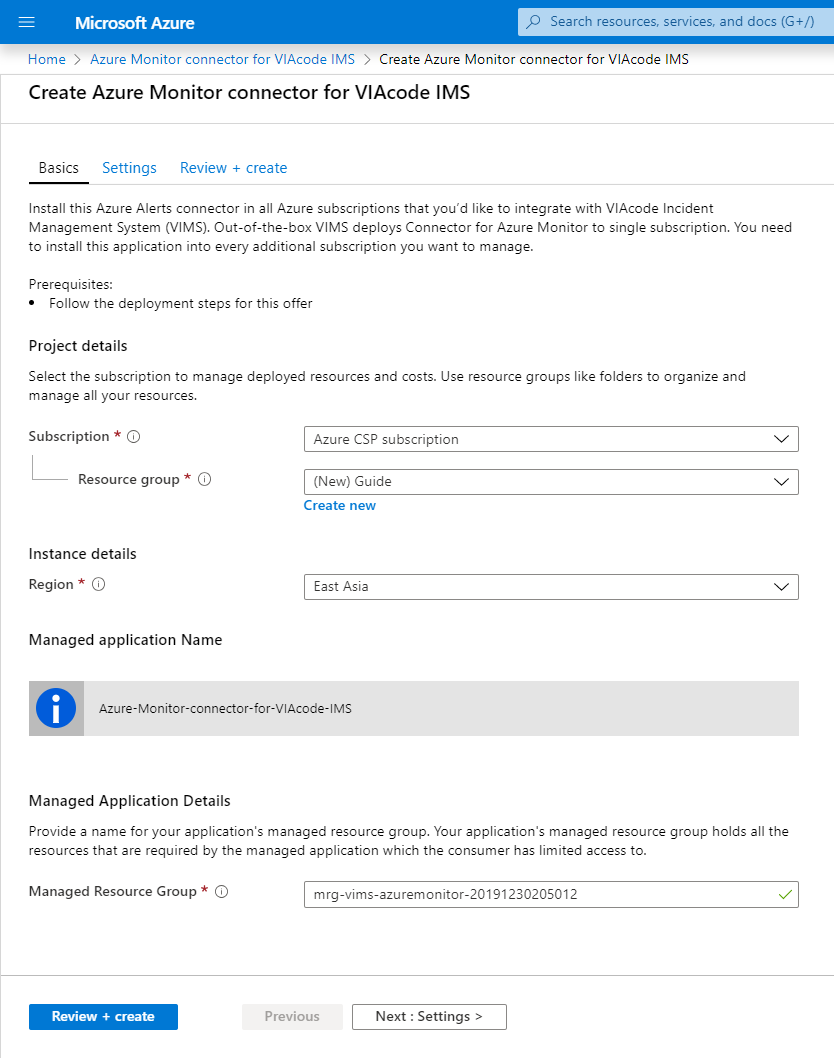 Microsoft Azure
Search resources, services, and docs (G+/)
Home > Azure Monitor connector for VIAcode IMS > Create Azure Monitor connector for VIAcode IMS
Create Azure Monitor connector for VIAcode IMS
Basics Settings Review + create
Install this Azure Alerts connector in all Azure subscriptions that you'd like to integrate with VIAcode Incident
Management System (VIMS). Out-of-the-box VIMS deploys Connector for Azure Monitor to single subscription. You need
to install this application into every additional subscription you want to manage.
Prerequisites:
• Follow the deployment steps for this offer
Project details
Select the subscription to manage deployed resources and costs. Use resource groups like folders to organize and
manage all your resources.
Subscription *
Azure CSP subscription
Resource group *
(New) Guide
Create new
Instance details
Region *
East Asia
Managed application Name
Azure-Monitor-connector-for-VIAcode-IMS
Managed Application Details
Provide a name for your application's managed resource group. Your application's managed resource group holds all the
resources that are required by the managed application which the consumer has limited access to.
Managed Resource Group *
mrg-vims-azuremonitor-20191230205012
Review + create
Previous
Next : Settings >